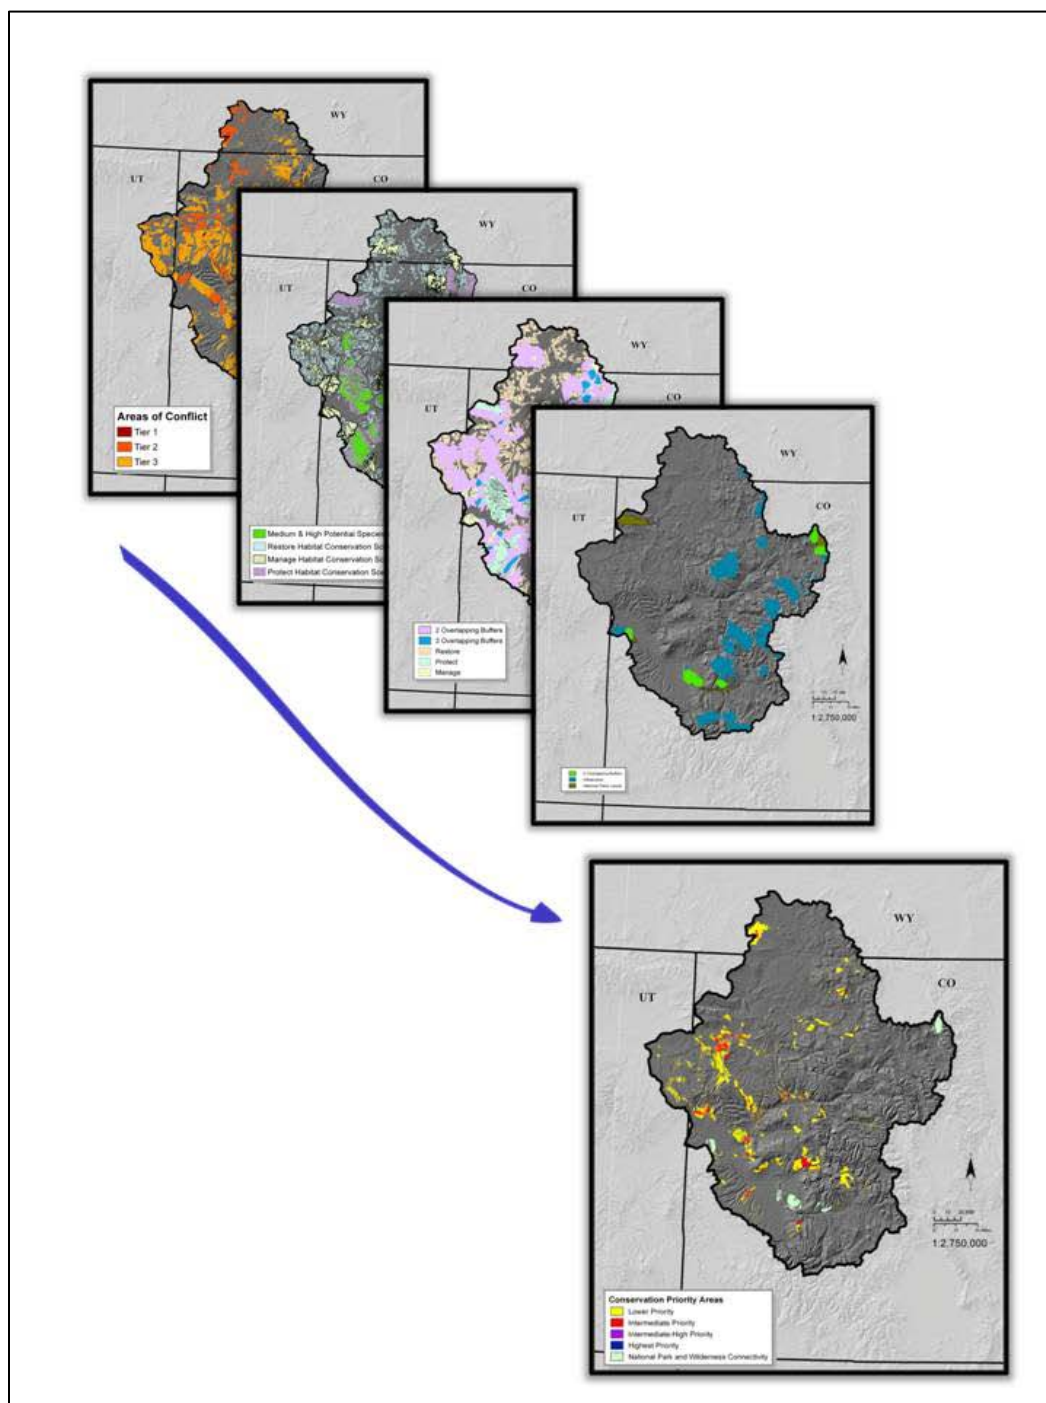 WY
UT
CO
Areas of Conflict
Tier 1
Tier 2
Tier 3
WY
UT
CO
Medium & High Potential Species
Restore Habitat Conservation
Manage Habitat Conservation
Protect Habitat Conservation
WY
UT
CO
2 Overlapping Buffers
3 Overlapping Buffers
Restore
Protect
Manage
WY
UT
CO
1:2,750,000
WY
UT
CO
1:2,750,000
Conservation Priority Areas
Lower Priority
Intermediate Priority
Intermediate-High Priority
Highest Priority
National Park and Wilderness Connectivity